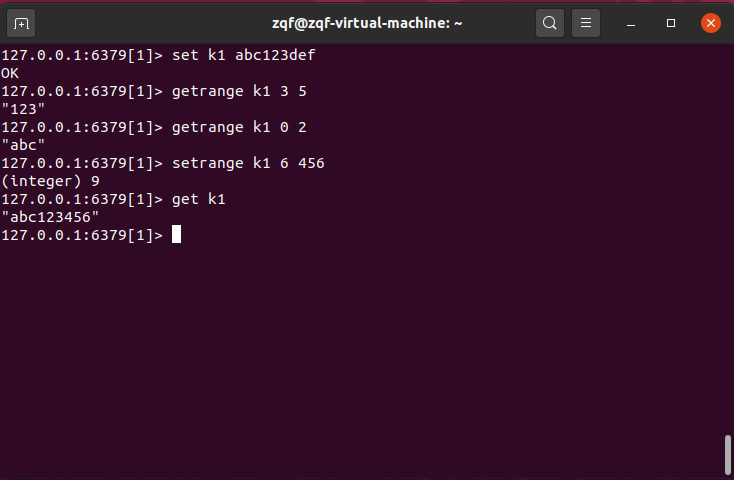 zqf@zqf-virtual-machine: ~
127.0.0.1:6379[1]> set k1 abc123def
OK
127.0.0.1:6379[1]> getrange k1 3 5
"123"
127.0.0.1:6379[1]> getrange k1 0 2
"abc"
127.0.0.1:6379[1]> setrange k1 6 456
(integer) 9
127.0.0.1:6379[1]> get k1
"abc123456"
127.0.0.1:6379[1]>